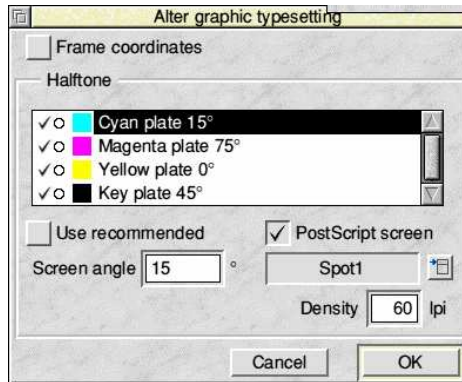 Alter graphic typesetting
Frame coordinates
Halftone
Cyan plate 15°
Magenta plate 75°
Yellow plate 0°
Key plate 45°
Use recommended
PostScript screen
Screen angle 15 °
Spot1
Density 60 lpi
Cancel
OK